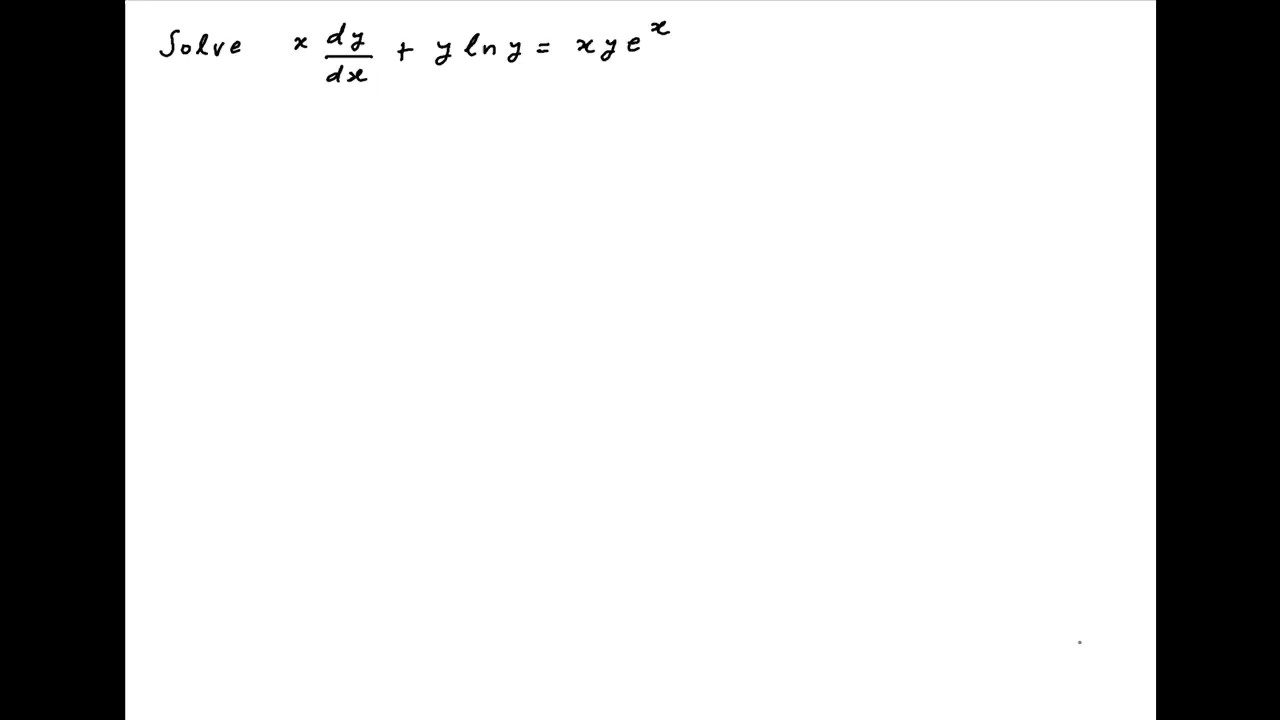 Solve x dy/dx + y ln y = x y e^x